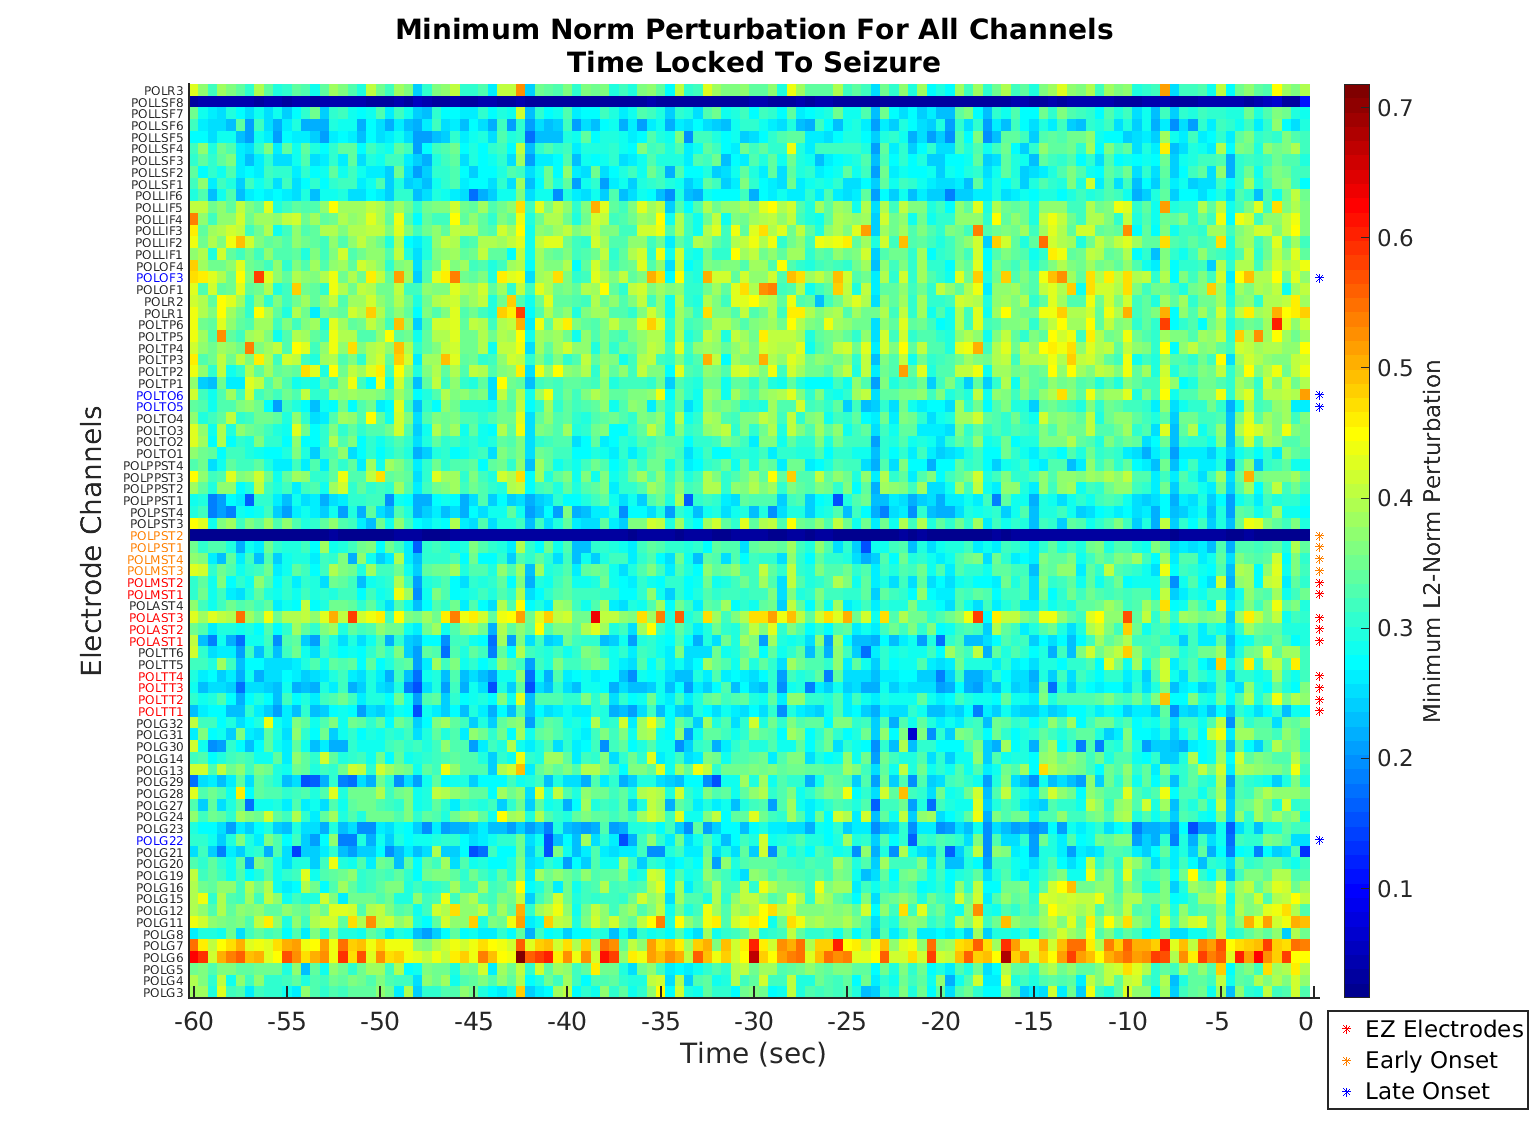 Minimum Norm Perturbation For All Channels
Time Locked To Seizure
Electrode Channels
POLR3
POLLSF8
POLLSF7
POLLSF6
POLLSF5
POLLSF4
POLLSF3
POLLSF2
POLLSF1
POLLIF6
POLLIF5
POLLIF4
POLLIF3
POLLIF2
POLLIF1
POLOF4
POLOF3
POLOF1
POLR2
POLR1
POLTP6
POLTP5
POLTP4
POLTP3
POLTP2
POLTP1
POLTO6
POLTO5
POLTO4
POLTO3
POLTO2
POLTO1
POLPPST4
POLPPST3
POLPPST2
POLPPST1
POLPST4
POLPST3
POLPST2
POLPST1
POLMST4
POLMST3
POLMST2
POLMST1
POLAST4
POLAST3
POLAST2
POLAST1
POLTT6
POLTT5
POLTT4
POLTT3
POLTT2
POLTT1
POLG32
POLG31
POLG30
POLG14
POLG13
POLG29
POLG28
POLG27
POLG24
POLG23
POLG22
POLG21
POLG20
POLG19
POLG16
POLG15
POLG12
POLG11
POLG8
POLG7
POLG6
POLG5
POLG4
POLG3
-60 -55 -50 -45 -40 -35 -30 -25 -20 -15 -10 -5 0
Time (sec)
0.7
0.6
0.5
0.4
0.3
0.2
0.1
Minimum L2-Norm Perturbation
EZ Electrodes
Early Onset
Late Onset